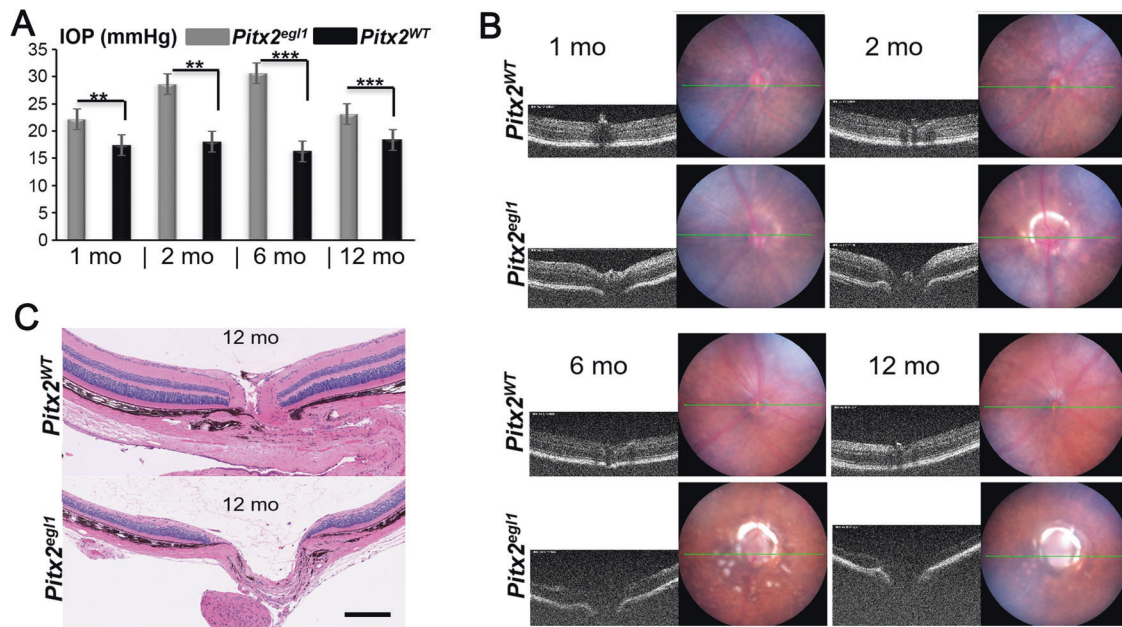 A
IOP (mmHg) Pitx2egl1 Pitx2WT
35
30
25
20
15
10
5
0
** ** *** ***
1 mo | 2 mo | 6 mo | 12 mo
B
1 mo
2 mo
Pitx2WT
Pitx2egl1
6 mo
12 mo
Pitx2WT
Pitx2egl1
C
12 mo
Pitx2WT
12 mo
Pitx2egl1